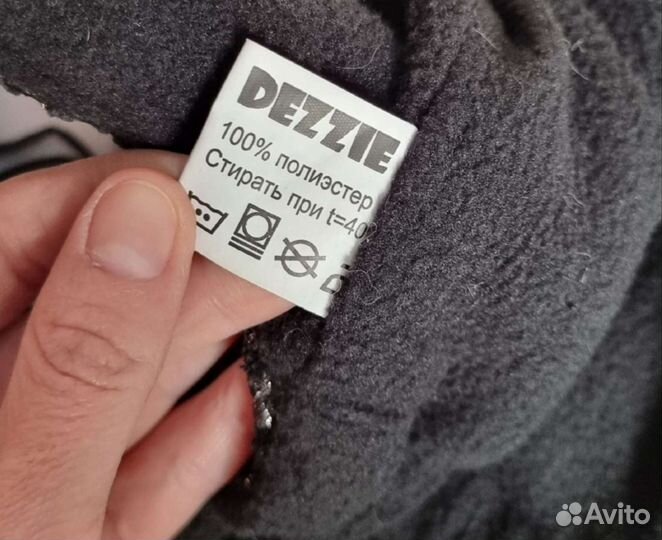 DEZZIE
100% полиэстер
Стирать при t=40?
Avito